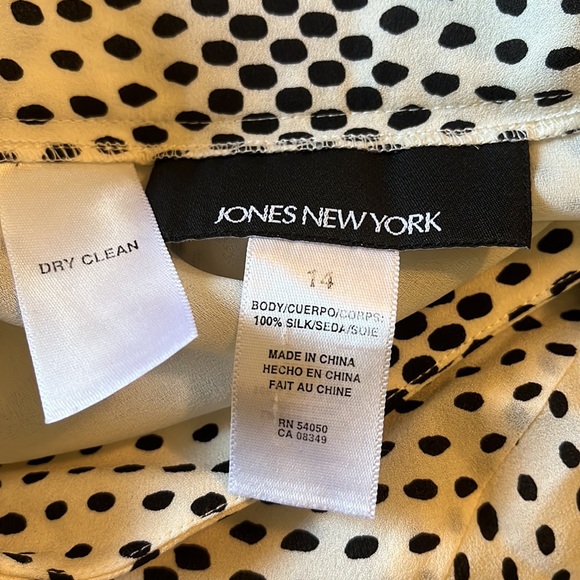 DRY CLEAN
JONES NEW YORK
14
BODY/CUERPO/CORPS:
100% SILK/SEDA/SOIE
MADE IN CHINA
HECHO EN CHINA
FAIT AU CHINE
RN 54050
CA 08349